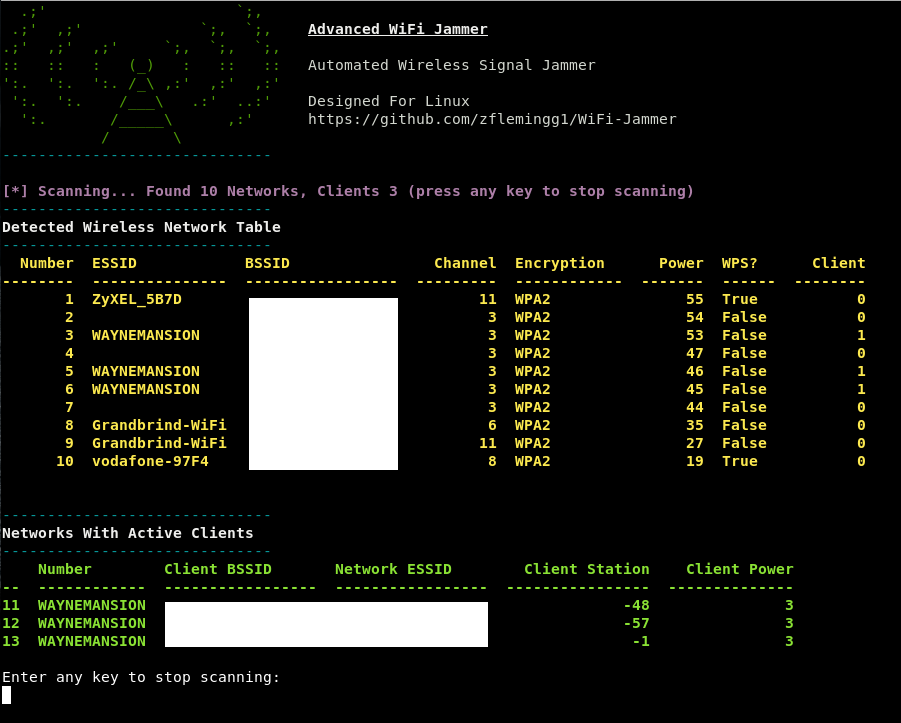 Advanced WiFi Jammer
Automated Wireless Signal Jammer
Designed For Linux
https://github.com/zflemingg1/WiFi-Jammer
[*] Scanning... Found 10 Networks, Clients 3 (press any key to stop scanning)
Detected Wireless Network Table
Number ESSID BSSID Channel Encryption Power WPS? Client
1 ZyXEL_5B7D 11 WPA2 55 True 0
2 3 WPA2 54 False 0
3 WAYNEMANSION 3 WPA2 53 False 1
4 3 WPA2 47 False 0
5 WAYNEMANSION 3 WPA2 46 False 1
6 WAYNEMANSION 3 WPA2 45 False 1
7 3 WPA2 44 False 0
8 Grandbrind-WiFi 6 WPA2 35 False 0
9 Grandbrind-WiFi 11 WPA2 27 False 0
10 vodafone-97F4 8 WPA2 19 True 0
Networks With Active Clients
Number Client BSSID Network ESSID Client Station Client Power
11 WAYNEMANSION -48 3
12 WAYNEMANSION -57 3
13 WAYNEMANSION -1 3
Enter any key to stop scanning: